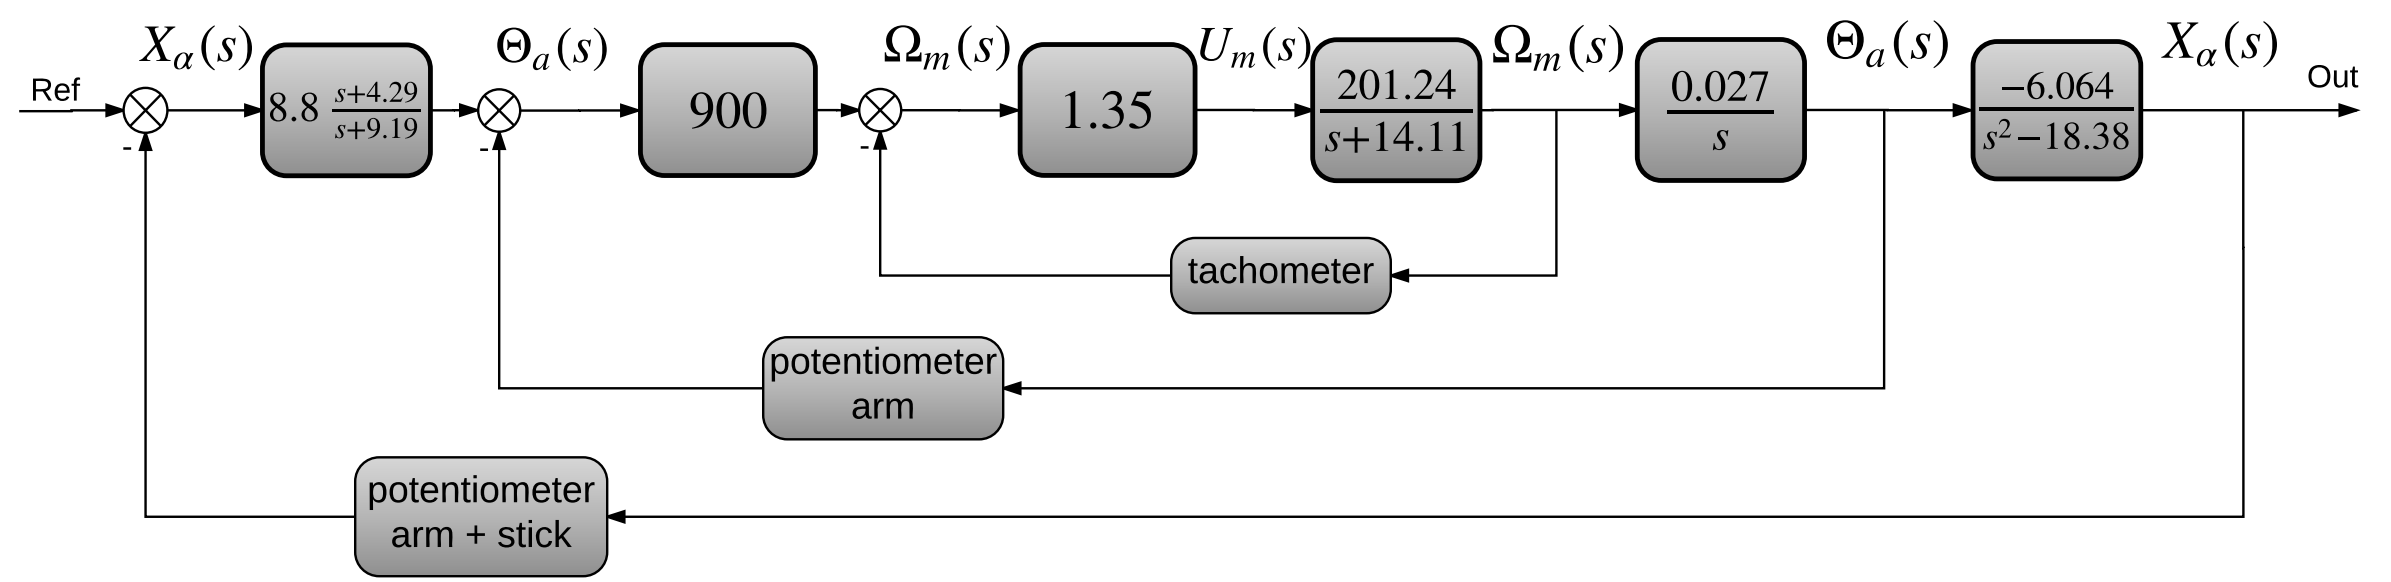 Ref
Xα(s)
8.8 s+4.29
s+9.19
-
Θa(s)
900
-
Ωm(s)
1.35
-
Um(s)
201.24
s+14.11
Ωm(s)
0.027
s
Θa(s)
−6.064
s²−18.38
Xα(s)
Out
tachometer
potentiometer
arm
potentiometer
arm + stick